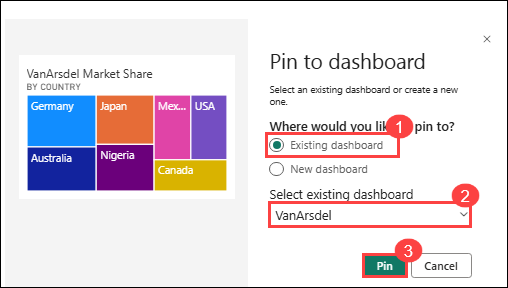 VanArsdel Market Share
BY COUNTRY
Germany
Japan
Mex...
USA
Australia
Nigeria
Canada
Pin to dashboard
Select an existing dashboard or create a new
one.
Where would you lik pin to?
1
Existing dashboard
New dashboard
Select existing dashboard
2
VanArsdel
3
Pin
Cancel